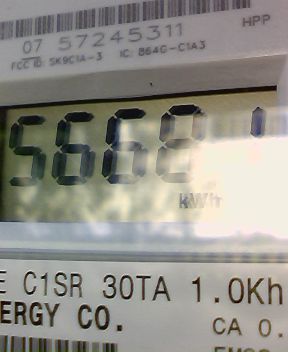 HPP
07 57245311
FCC ID: SK9C1A-3 IC: 864G-C1A3
5668
kWh
E C1SR 30TA 1.0Kh
ERGY CO.
CA 0.